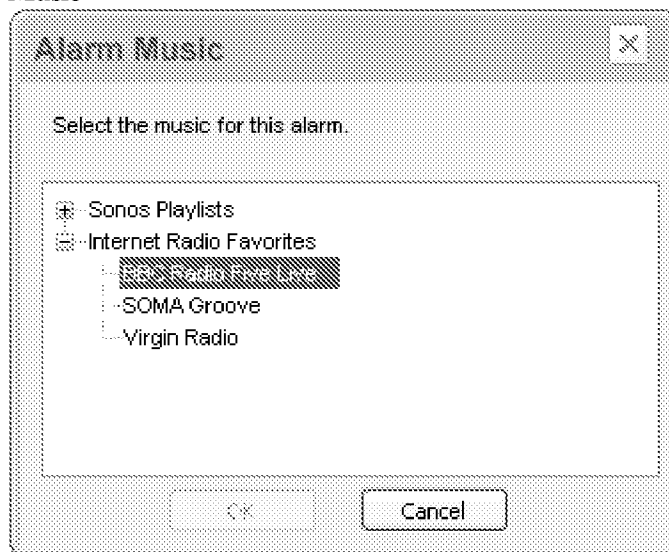 Alarm Music
Select the music for this alarm.
Sonos Playlists
Internet Radio Favorites
BBC Radio Five Live
SOMA Groove
Virgin Radio
OK
Cancel